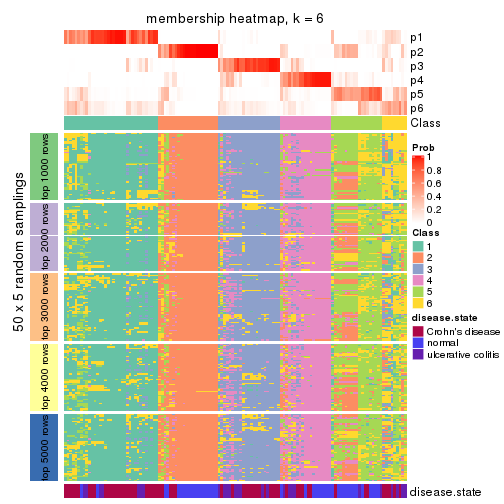 membership heatmap, k = 6
p1
p2
p3
p4
p5
p6
Class
50 x 5 random samplings
top 1000 rows
top 2000 rows
top 3000 rows
top 4000 rows
top 5000 rows
Prob
1
0.8
0.6
0.4
0.2
0
Class
1
2
3
4
5
6
disease.state
Crohn's disease
normal
ulcerative colitis
disease.state